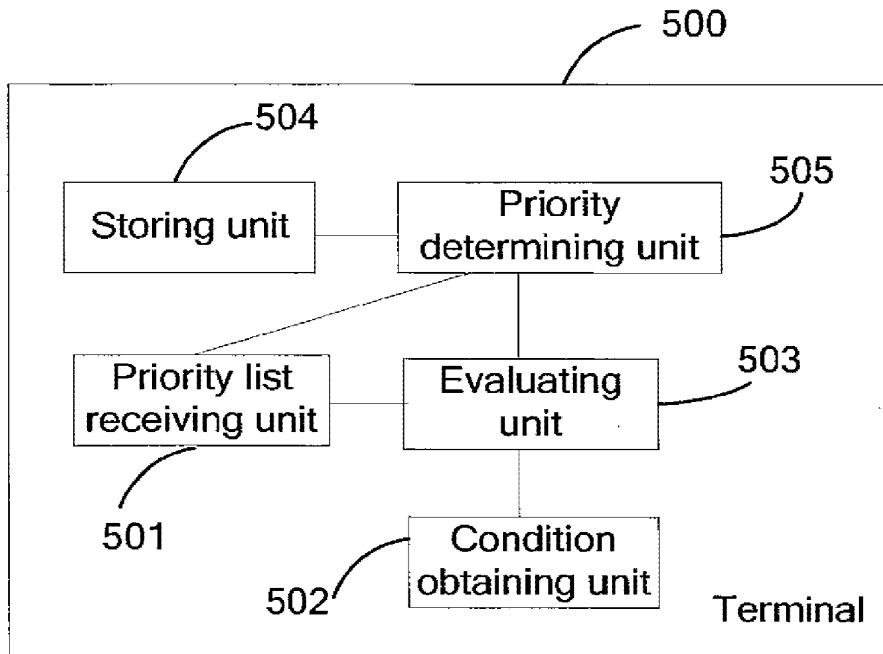 500
504
505
Storing unit
Priority
determining unit
503
Priority list
receiving unit
Evaluating
unit
501
502
Condition
obtaining unit
Terminal